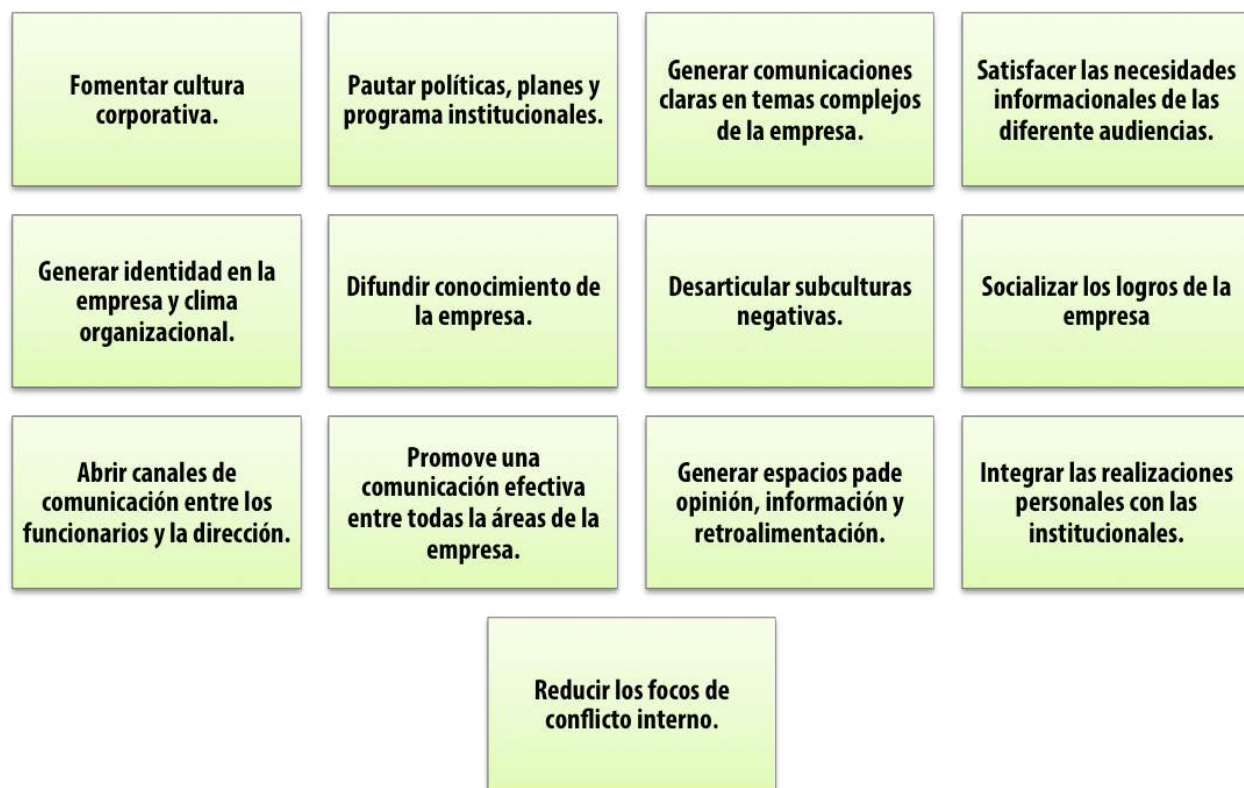 Fomentar cultura
corporativa.
Pautar políticas, planes y
programa institucionales.
Generar comunicaciones
claras en temas complejos
de la empresa.
Satisfacer las necesidades
informacionales de las
diferente audiencias.
Generar identidad en la
empresa y clima
organizacional.
Difundir conocimiento de
la empresa.
Desarticular subculturas
negativas.
Socializar los logros de la
empresa
Abrir canales de
comunicación entre los
funcionarios y la dirección.
Promove una
comunicación efectiva
entre todas la áreas de la
empresa.
Generar espacios pade
opinión, información y
retroalimentación.
Integrar las realizaciones
personales con las
institucionales.
Reducir los focos de
conflicto interno.